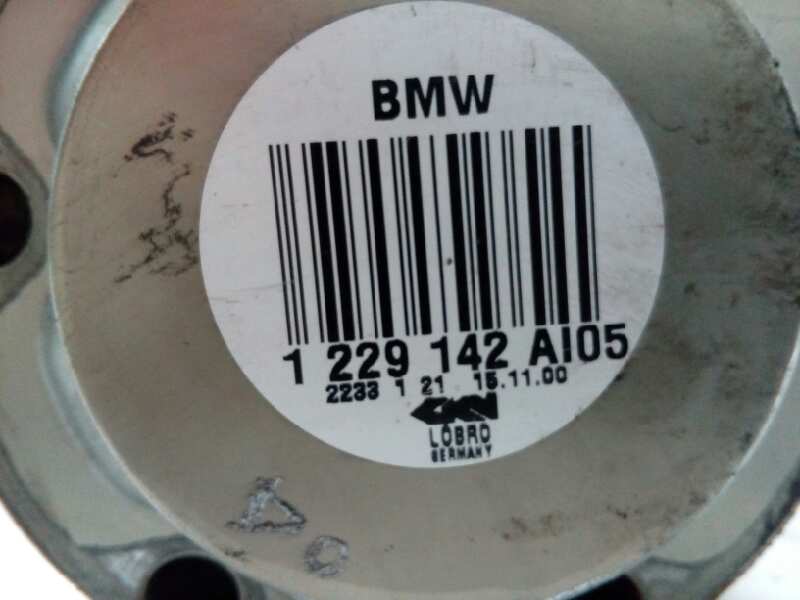 BMW
1 229 142 AI05
2233 1 21 15.11.00
GKN
LÖBRO
GERMANY